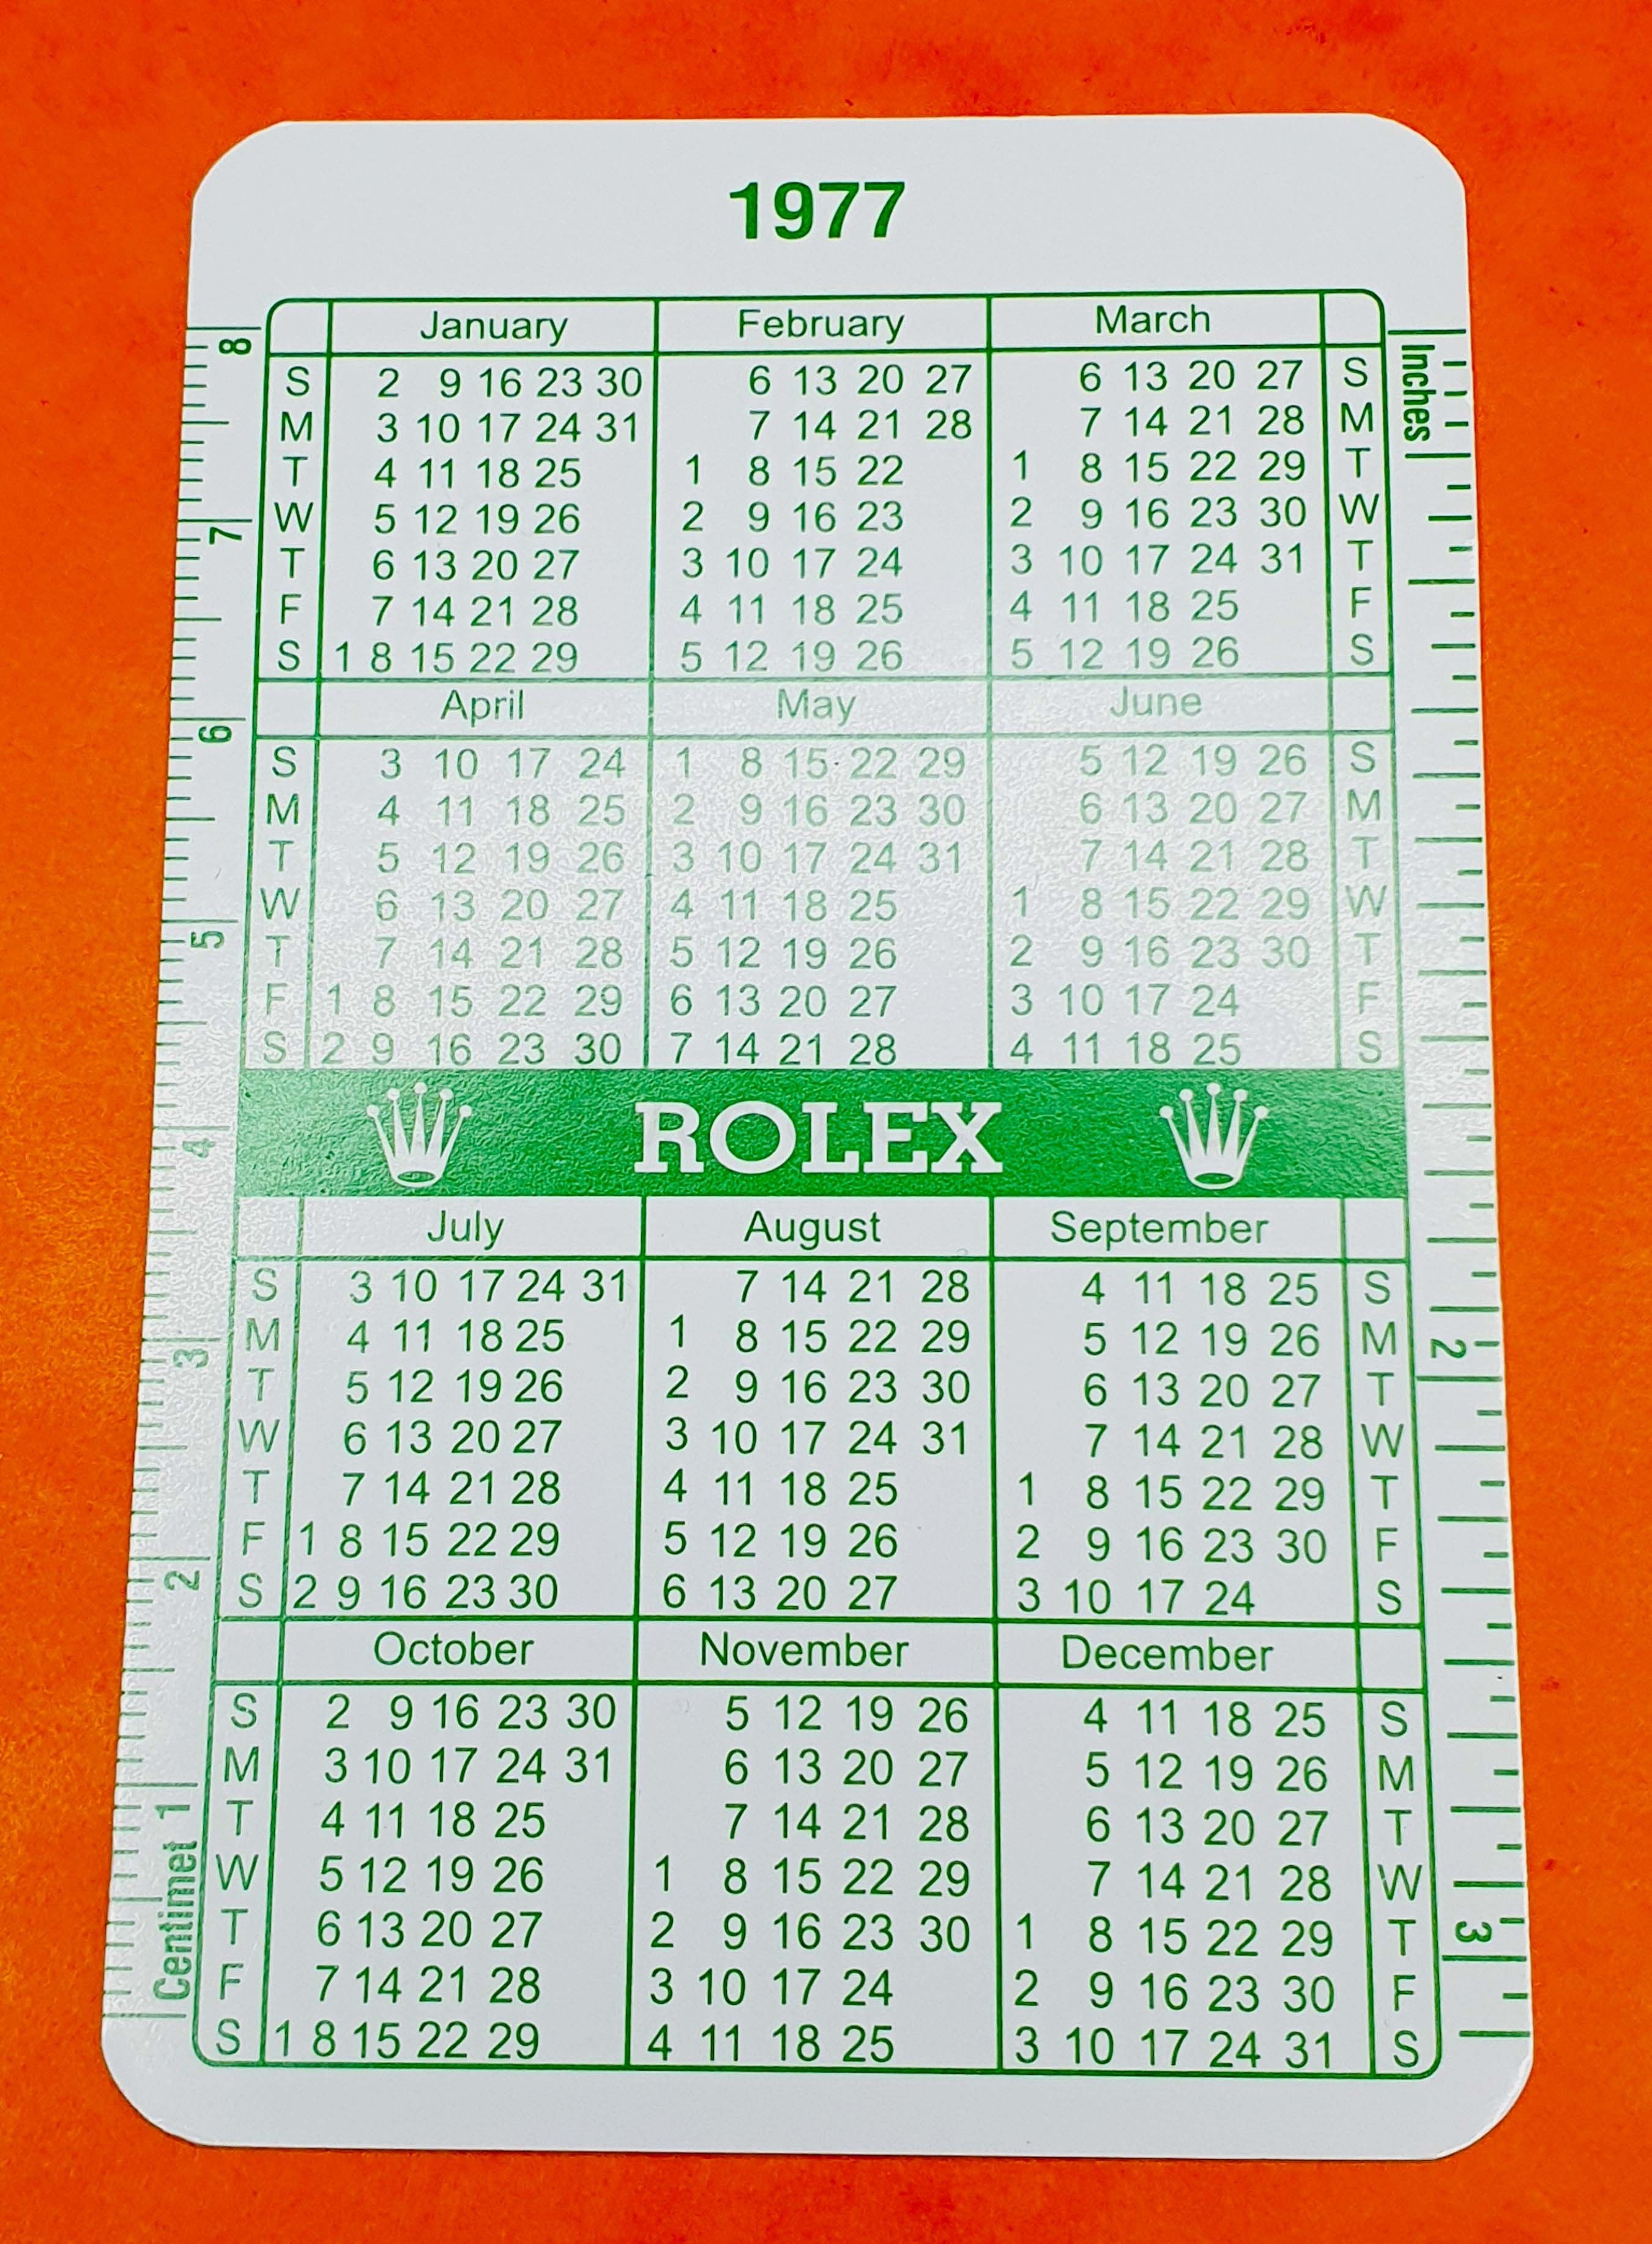 1977
January February March
S 2 9 16 23 30 6 13 20 27 6 13 20 27 S
M 3 10 17 24 31 7 14 21 28 7 14 21 28 M
T 4 11 18 25 1 8 15 22 1 8 15 22 29 T
W 5 12 19 26 2 9 16 23 2 9 16 23 30 W
T 6 13 20 27 3 10 17 24 3 10 17 24 31 T
F 7 14 21 28 4 11 18 25 4 11 18 25 F
S 1 8 15 22 29 5 12 19 26 5 12 19 26 S
April May June
S 3 10 17 24 1 8 15 22 29 5 12 19 26 S
M 4 11 18 25 2 9 16 23 30 6 13 20 27 M
T 5 12 19 26 3 10 17 24 31 7 14 21 28 T
W 6 13 20 27 4 11 18 25 1 8 15 22 29 W
T 7 14 21 28 5 12 19 26 2 9 16 23 30 T
F 1 8 15 22 29 6 13 20 27 3 10 17 24 F
S 2 9 16 23 30 7 14 21 28 4 11 18 25 S
ROLEX
July August September
S 3 10 17 24 31 7 14 21 28 4 11 18 25 S
M 4 11 18 25 1 8 15 22 29 5 12 19 26 M
T 5 12 19 26 2 9 16 23 30 6 13 20 27 T
W 6 13 20 27 3 10 17 24 31 7 14 21 28 W
T 7 14 21 28 4 11 18 25 1 8 15 22 29 T
F 1 8 15 22 29 5 12 19 26 2 9 16 23 30 F
S 2 9 16 23 30 6 13 20 27 3 10 17 24 S
October November December
S 2 9 16 23 30 5 12 19 26 4 11 18 25 S
M 3 10 17 24 31 6 13 20 27 5 12 19 26 M
T 4 11 18 25 7 14 21 28 6 13 20 27 T
W 5 12 19 26 1 8 15 22 29 7 14 21 28 W
T 6 13 20 27 2 9 16 23 30 1 8 15 22 29 T
F 7 14 21 28 3 10 17 24 2 9 16 23 30 F
S 1 8 15 22 29 4 11 18 25 3 10 17 24 31 S
Centimet 1 2 3 4 5 6 7 8
Inches 2 3